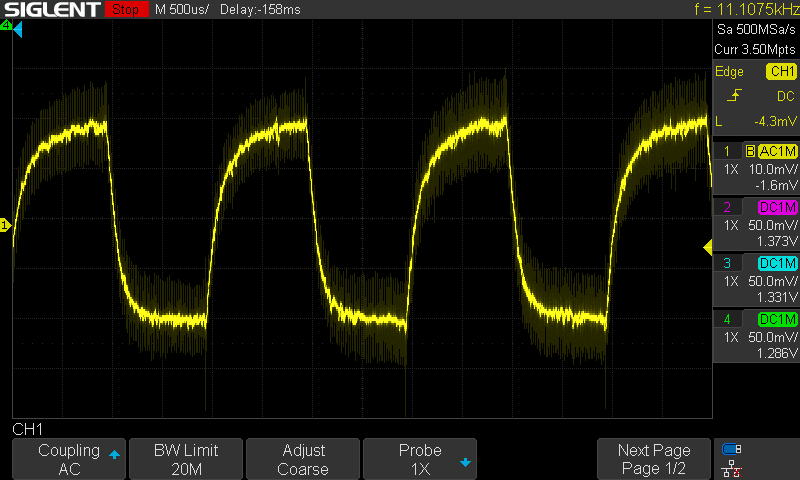 SIGLENT Stop M 500us/ Delay:-158ms f = 11.1075kHz
Sa 500MSa/s
Curr 3.50Mpts
Edge CH1
DC
L -4.3mV
1 B AC1M
1X 10.0mV/
-1.6mV
2 DC1M
1X 50.0mV/
1.373V
3 DC1M
1X 50.0mV/
1.331V
4 DC1M
1X 50.0mV/
1.286V
4
1
CH1
Coupling
AC
BW Limit
20M
Adjust
Coarse
Probe
1X
Next Page
Page 1/2